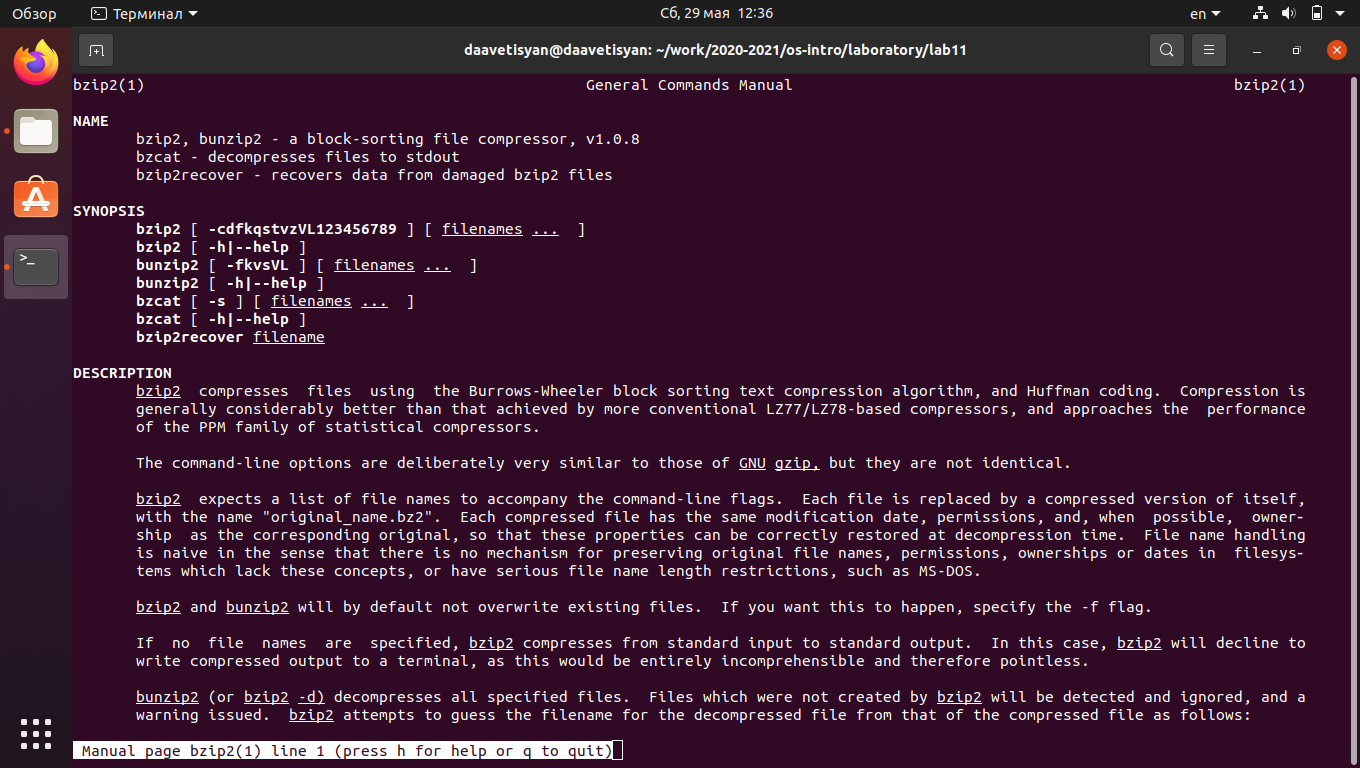 Обзор Терминал Сб, 29 мая 12:36 en
daavetisyan@daavetisyan: ~/work/2020-2021/os-intro/laboratory/lab11
bzip2(1) General Commands Manual bzip2(1)
NAME
bzip2, bunzip2 - a block-sorting file compressor, v1.0.8
bzcat - decompresses files to stdout
bzip2recover - recovers data from damaged bzip2 files
SYNOPSIS
bzip2 [ -cdfkqstvzVL123456789 ] [ filenames ... ]
bzip2 [ -h|--help ]
bunzip2 [ -fkvsVL ] [ filenames ... ]
bunzip2 [ -h|--help ]
bzcat [ -s ] [ filenames ... ]
bzcat [ -h|--help ]
bzip2recover filename
DESCRIPTION
bzip2 compresses files using the Burrows-Wheeler block sorting text compression algorithm, and Huffman coding. Compression is
generally considerably better than that achieved by more conventional LZ77/LZ78-based compressors, and approaches the performance
of the PPM family of statistical compressors.
The command-line options are deliberately very similar to those of GNU gzip, but they are not identical.
bzip2 expects a list of file names to accompany the command-line flags. Each file is replaced by a compressed version of itself,
with the name "original_name.bz2". Each compressed file has the same modification date, permissions, and, when possible, owner-
ship as the corresponding original, so that these properties can be correctly restored at decompression time. File name handling
is naive in the sense that there is no mechanism for preserving original file names, permissions, ownerships or dates in filesys-
tems which lack these concepts, or have serious file name length restrictions, such as MS-DOS.
bzip2 and bunzip2 will by default not overwrite existing files. If you want this to happen, specify the -f flag.
If no file names are specified, bzip2 compresses from standard input to standard output. In this case, bzip2 will decline to
write compressed output to a terminal, as this would be entirely incomprehensible and therefore pointless.
bunzip2 (or bzip2 -d) decompresses all specified files. Files which were not created by bzip2 will be detected and ignored, and a
warning issued. bzip2 attempts to guess the filename for the decompressed file from that of the compressed file as follows:
Manual page bzip2(1) line 1 (press h for help or q to quit)